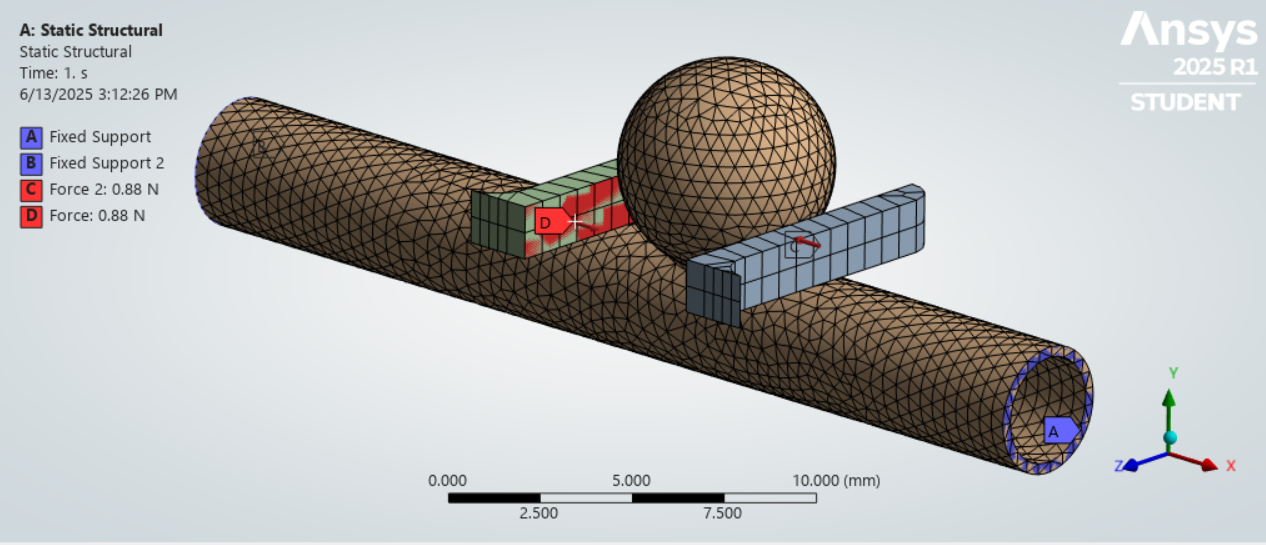 A: Static Structural
Static Structural
Time: 1. s
6/13/2025 3:12:26 PM
A Fixed Support
B Fixed Support 2
C Force 2: 0.88 N
D Force: 0.88 N
Ansys
2025 R1
STUDENT
B
D
C
A
Y
Z
X
0.000 5.000 10.000 (mm)
2.500 7.500